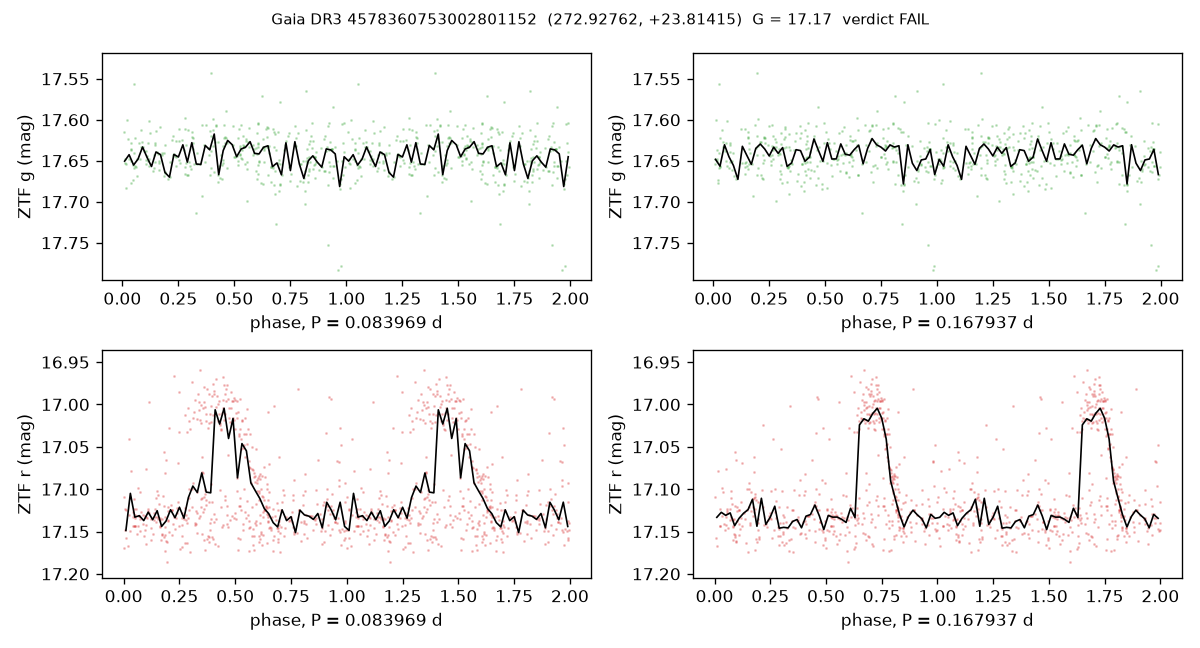 Gaia DR3 4578360753002801152  (272.92762, +23.81415)  G = 17.17  verdict FAIL
ZTF g (mag)
17.55
17.60
17.65
17.70
17.75
0.00 0.25 0.50 0.75 1.00 1.25 1.50 1.75 2.00
phase, P = 0.083969 d
ZTF g (mag)
17.55
17.60
17.65
17.70
17.75
0.00 0.25 0.50 0.75 1.00 1.25 1.50 1.75 2.00
phase, P = 0.167937 d
ZTF r (mag)
16.95
17.00
17.05
17.10
17.15
17.20
0.00 0.25 0.50 0.75 1.00 1.25 1.50 1.75 2.00
phase, P = 0.083969 d
ZTF r (mag)
16.95
17.00
17.05
17.10
17.15
17.20
0.00 0.25 0.50 0.75 1.00 1.25 1.50 1.75 2.00
phase, P = 0.167937 d